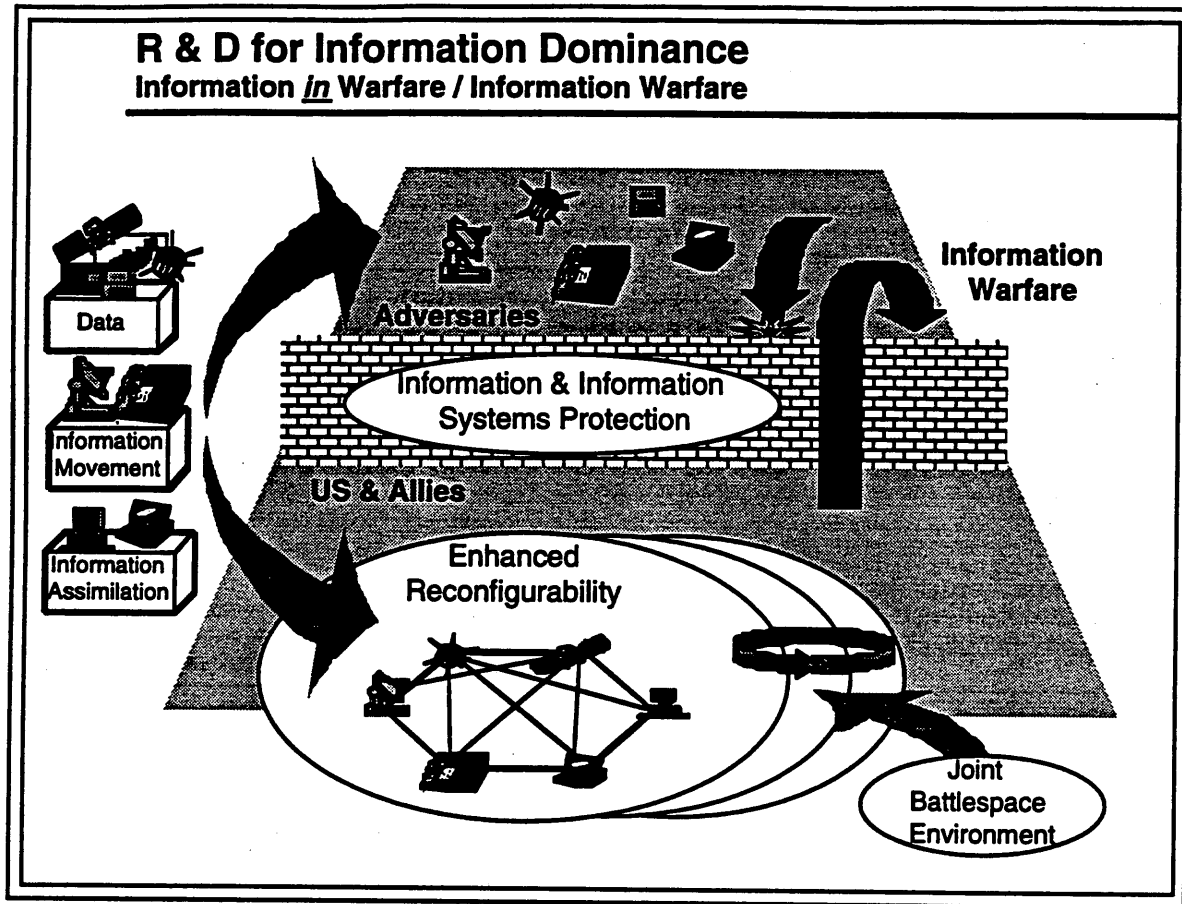 R & D for Information Dominance
Information in Warfare / Information Warfare
Data
Information
Movement
Information
Assimilation
Adversaries
Information
Warfare
Information & Information
Systems Protection
US & Allies
Enhanced
Reconfigurability
Joint
Battlespace
Environment